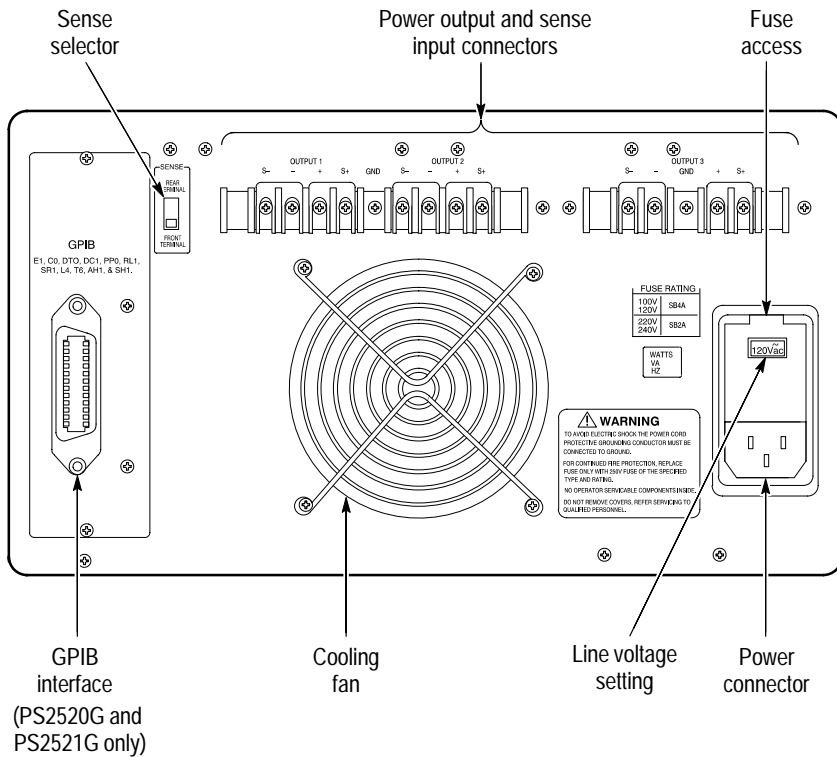 Sense
selector
Power output and sense
input connectors
Fuse
access
SENSE
REAR
TERMINAL
FRONT
TERMINAL
OUTPUT 1
S– – + S+
GND
OUTPUT 2
S– – + S+
OUTPUT 3
S– – GND + S+
GPIB
E1, C0, DTO, DC1, PP0, RL1,
SR1, L4, T6, AH1, & SH1.
FUSE RATING
100V
120V
SB4A
220V
240V
SB2A
WATTS
VA
HZ
120Vac
~
WARNING
TO AVOID ELECTRIC SHOCK THE POWER CORD
PROTECTIVE GROUNDING CONDUCTOR MUST BE
CONNECTED TO GROUND.
FOR CONTINUED FIRE PROTECTION, REPLACE
FUSE ONLY WITH 250V FUSE OF THE SPECIFIED
TYPE AND RATING.
NO OPERATOR SERVICABLE COMPONENTS INSIDE.
DO NOT REMOVE COVERS, REFER SERVICING TO
QUALIFIED PERSONNEL.
GPIB
interface
(PS2520G and
PS2521G only)
Cooling
fan
Line voltage
setting
Power
connector